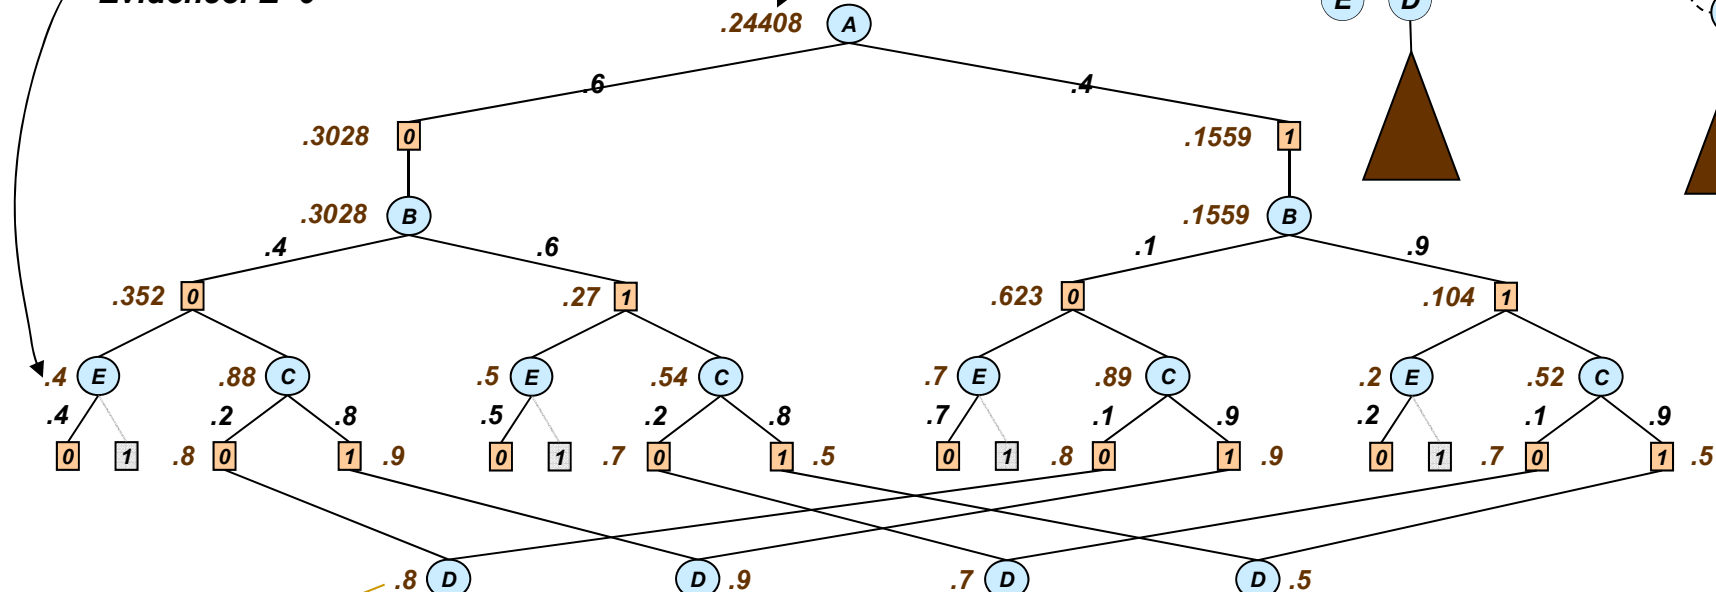 E D
.24408 A
.6 .4
.3028 0 .1559 1
.3028 B .1559 B
.4 .6 .1 .9
.352 0 .27 1 .623 0 .104 1
.4 E .88 C .5 E .54 C .7 E .89 C .2 E .52 C
.4 .2 .8 .5 .2 .8 .7 .1 .9 .2 .1 .9
0 1 .8 0 1 .9 0 1 .7 0 1 .5 0 1 .8 0 1 .9 0 1 .7 0 1 .5
.8 D D .9 .7 D D .5